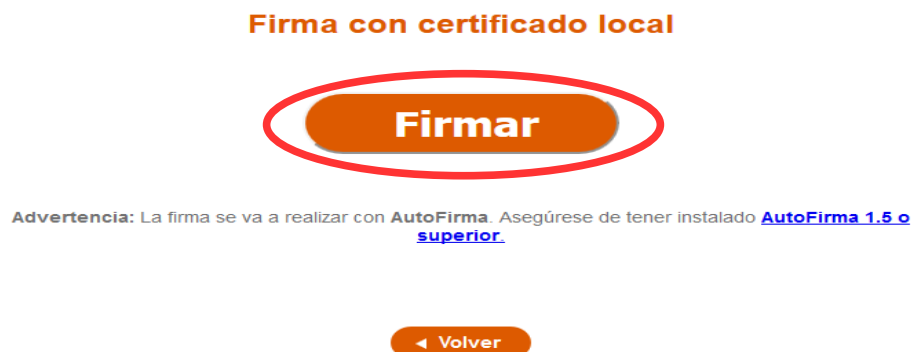 Firma con certificado local
Firmar
Advertencia: La firma se va a realizar con AutoFirma. Asegúrese de tener instalado AutoFirma 1.5 o
superior.
◄ Volver